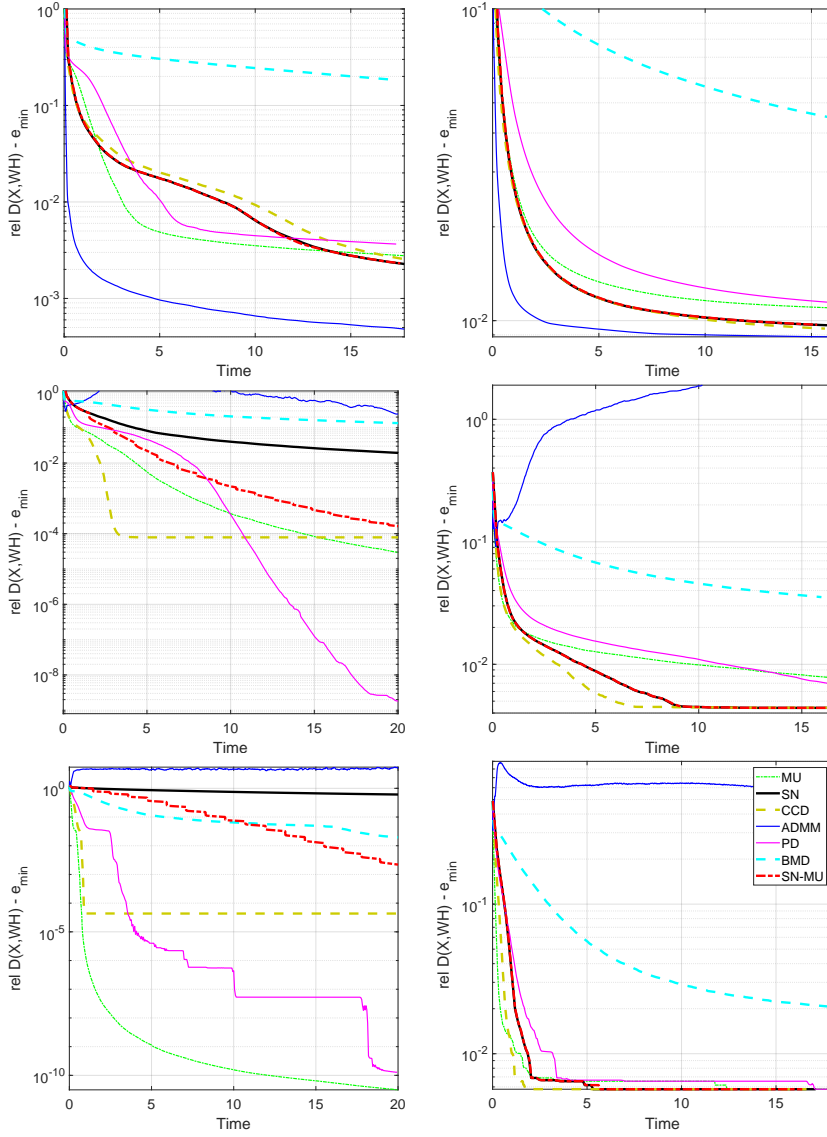 10^0
10^-1
10^-2
10^-3
rel D(X,WH) - e_min
0 5 10 15
Time
10^-1
10^-2
rel D(X,WH) - e_min
0 5 10 15
Time
10^0
10^-2
10^-4
10^-6
10^-8
rel D(X,WH) - e_min
0 5 10 15 20
Time
10^0
10^-1
10^-2
rel D(X,WH) - e_min
0 5 10 15
Time
10^0
10^-5
10^-10
rel D(X,WH) - e_min
0 5 10 15 20
Time
10^-1
10^-2
rel D(X,WH) - e_min
0 5 10 15
Time
MU
SN
CCD
ADMM
PD
BMD
SN-MU